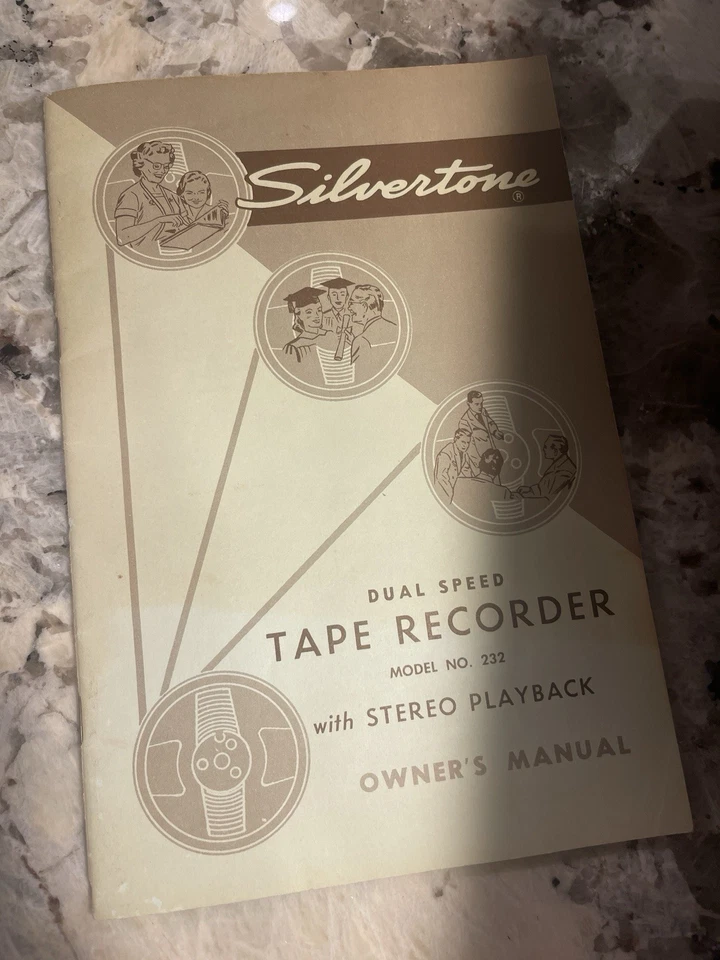 Silvertone®
DUAL SPEED
TAPE RECORDER
MODEL NO. 232
with STEREO PLAYBACK
OWNER'S MANUAL